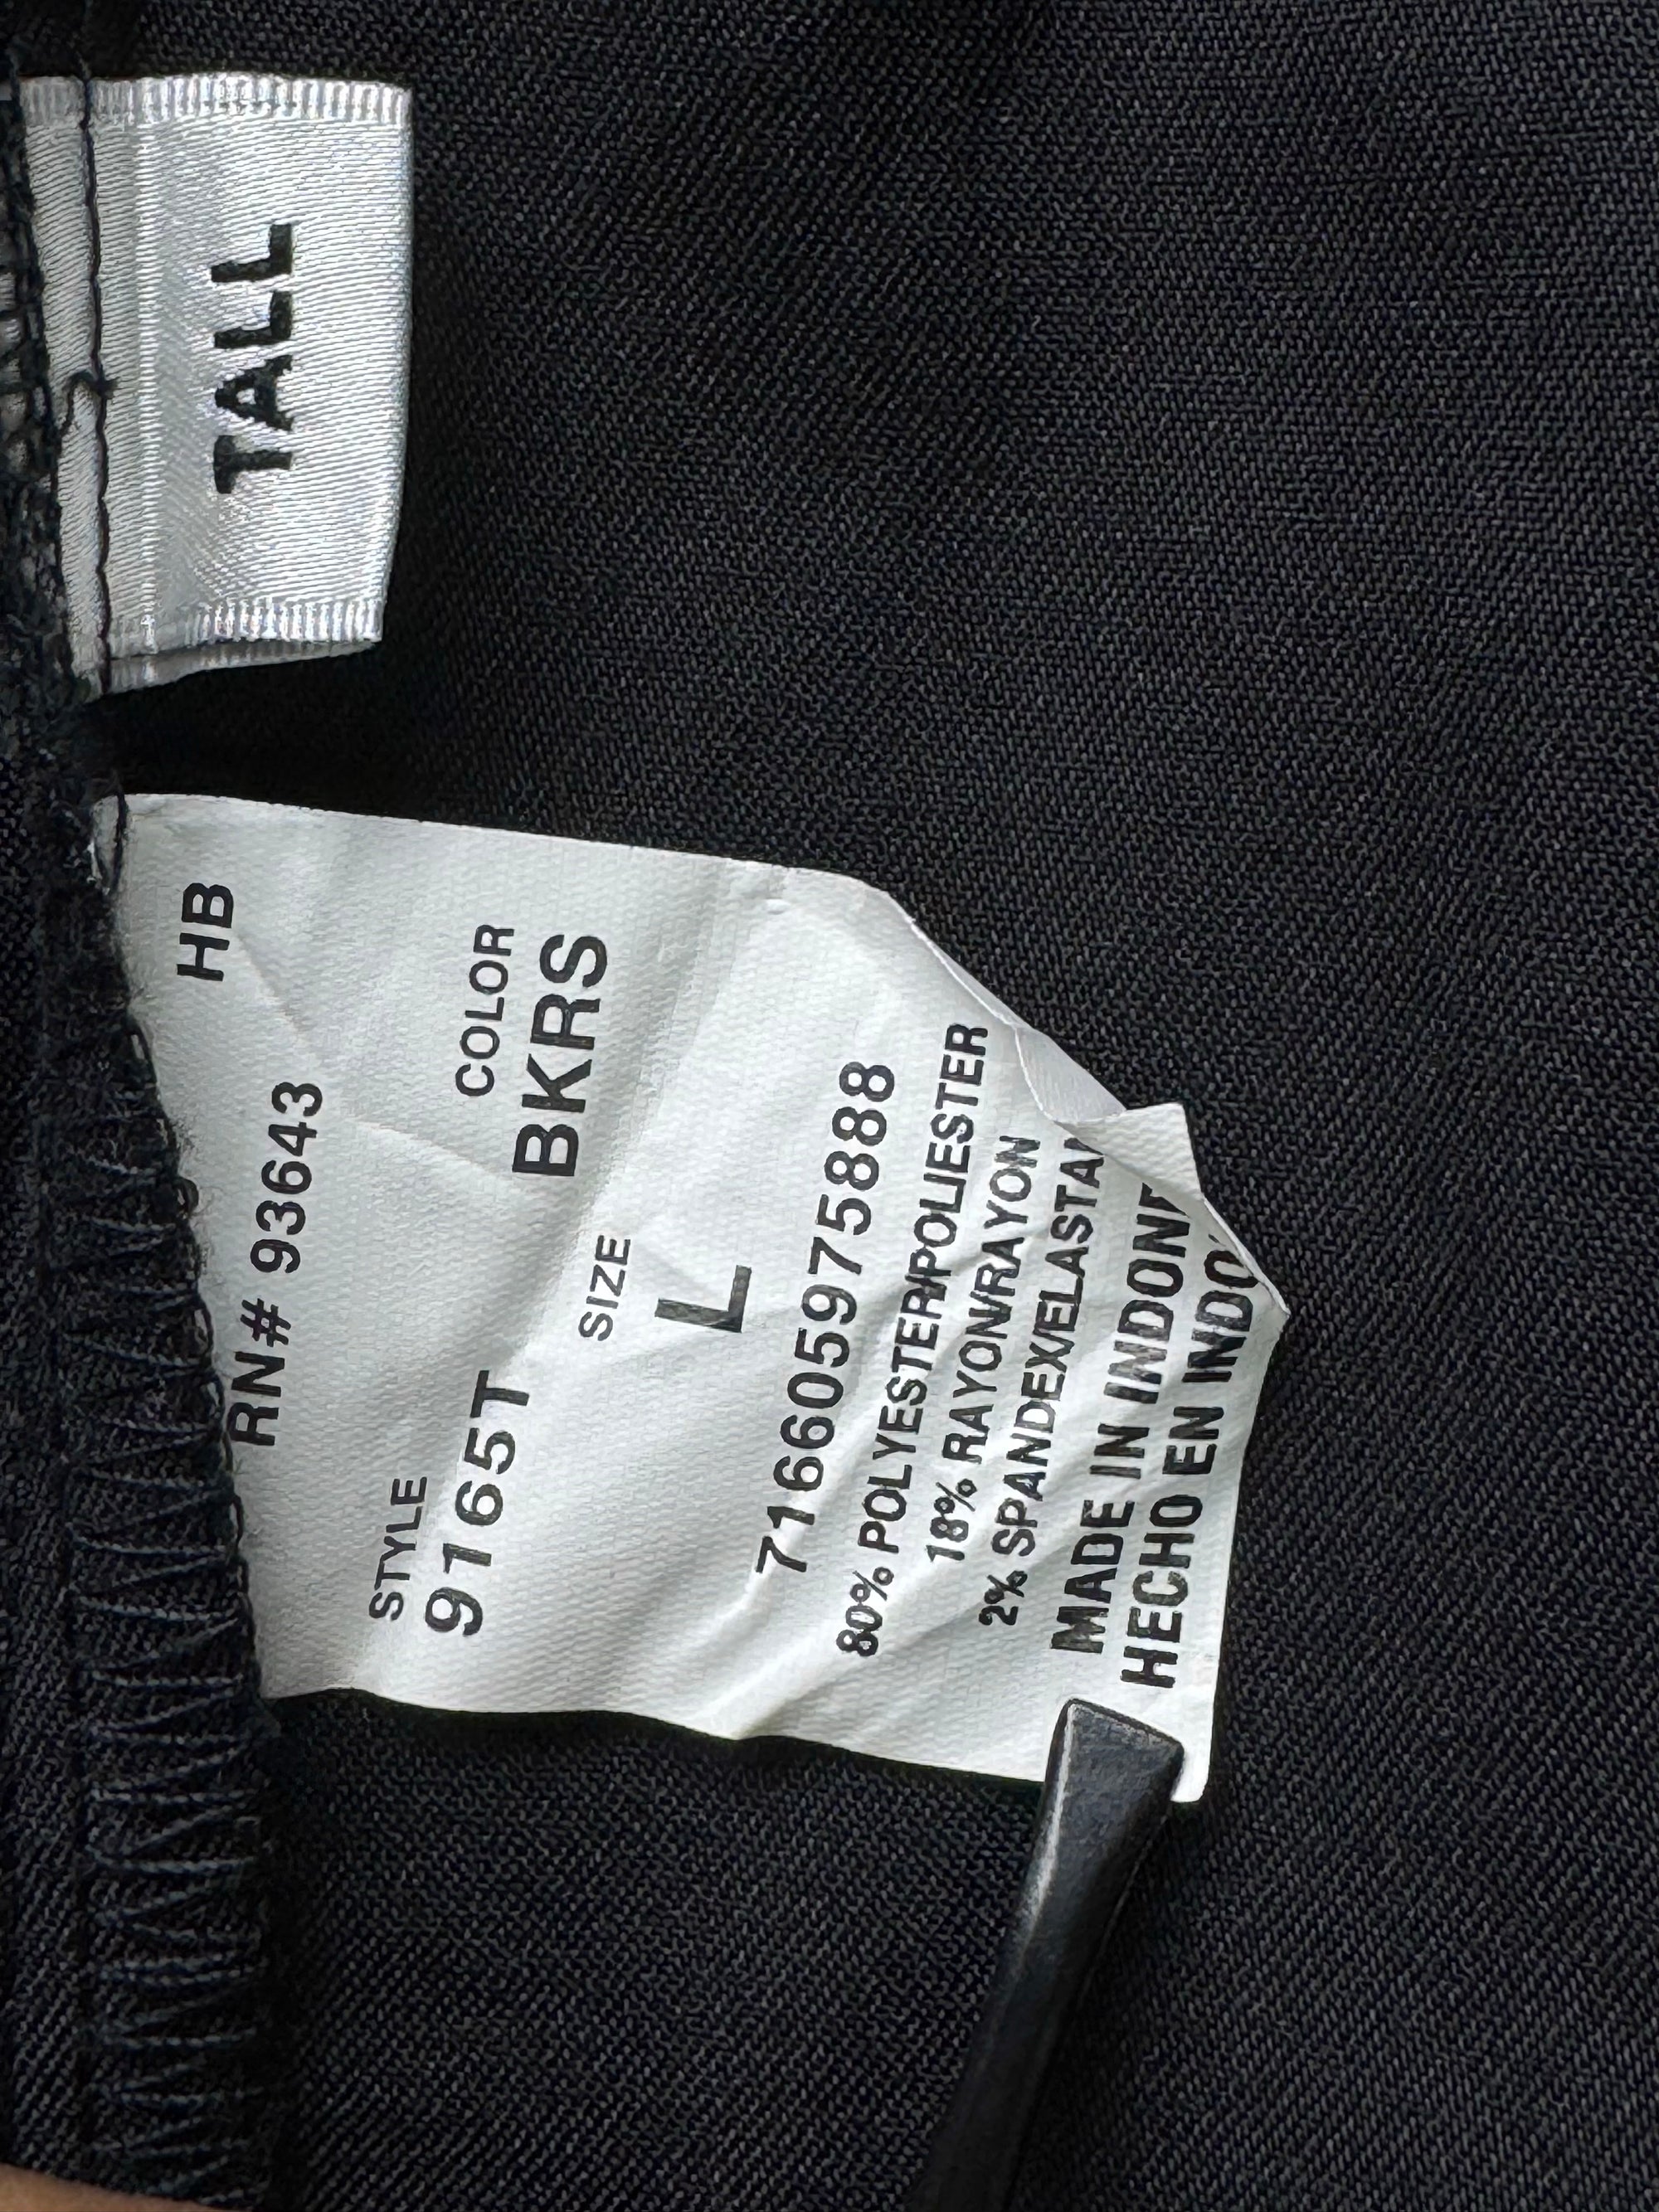 TALL
HB
RN# 93643
STYLE
9165T
COLOR
BKRS
SIZE
L
716605975888
80% POLYESTER/POLIESTER
18% RAYON/RAYON
2% SPANDEX/ELASTAN
MADE IN INDONE
HECHO EN INDO